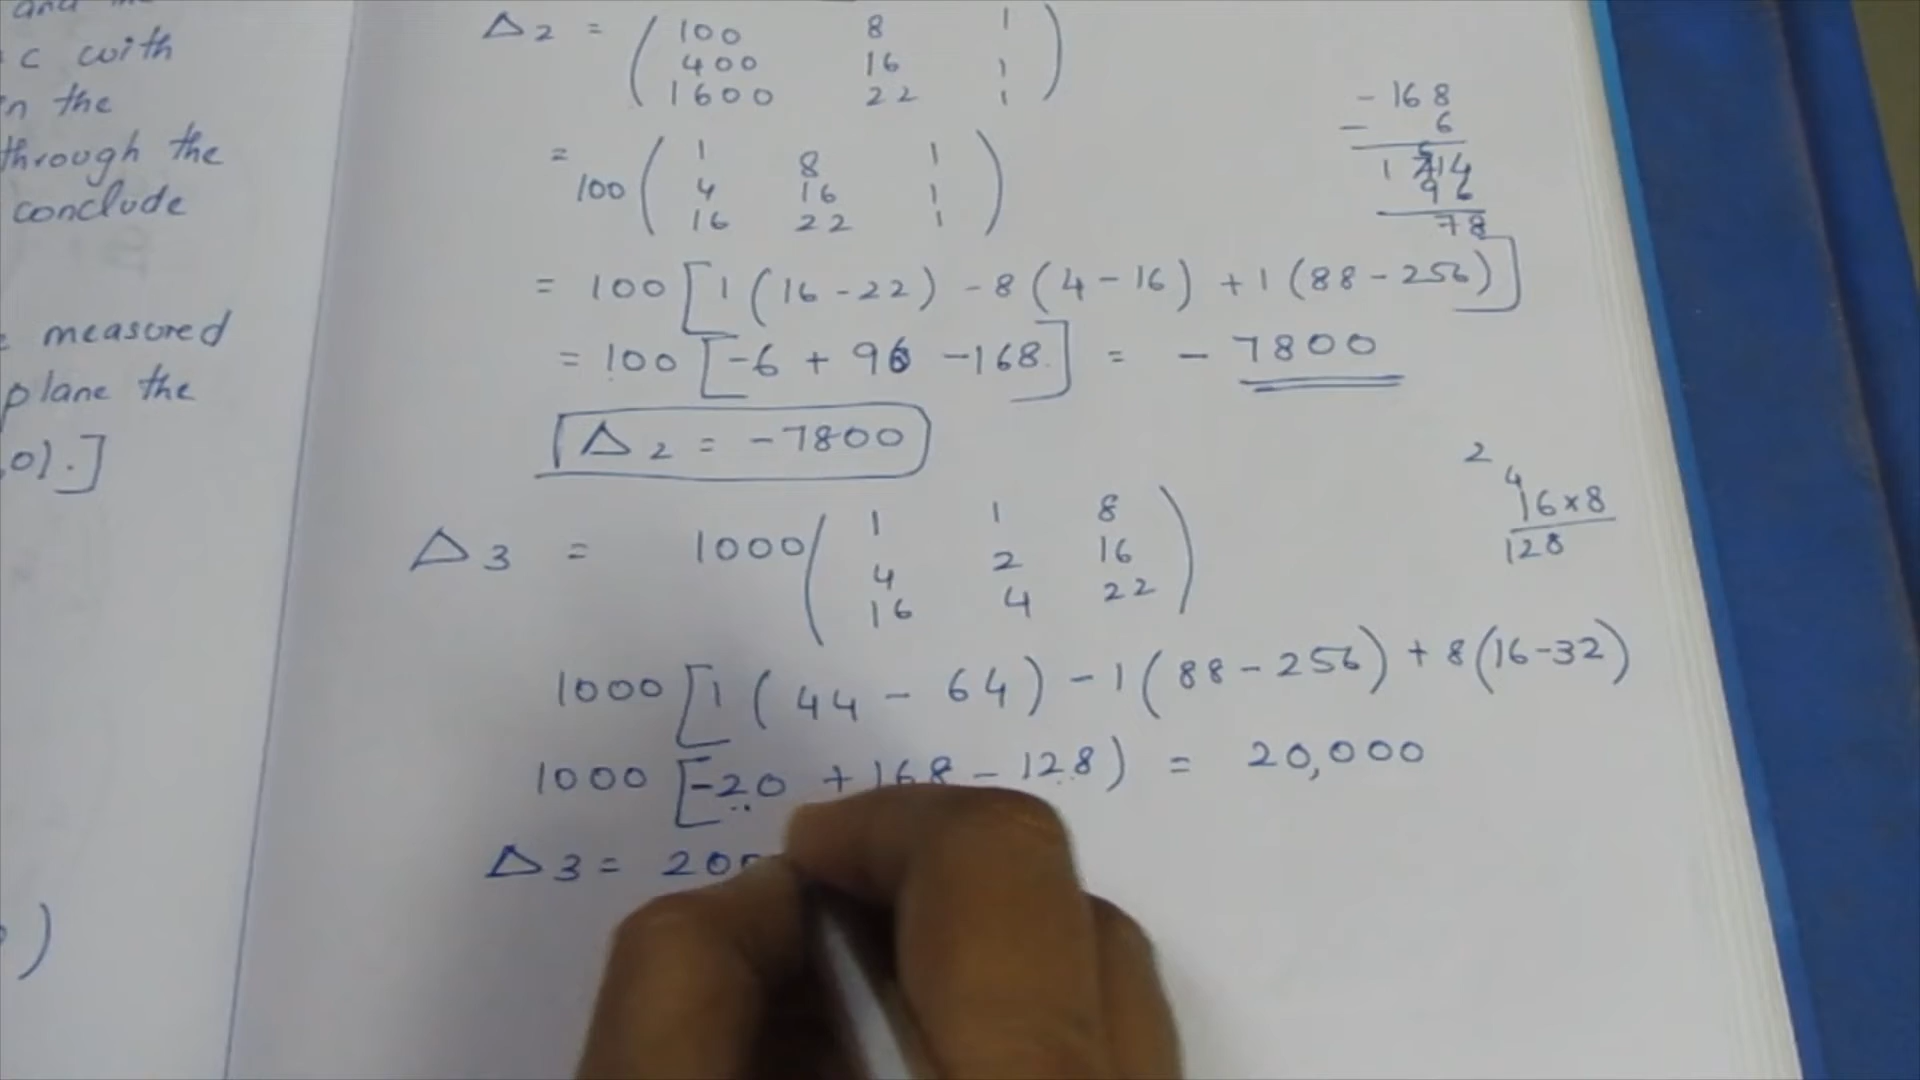 and
c with
n the
through the
conclude
measured
plane the
0).]
)
Δ2 = ( 100 8 1
400 16 1
1600 22 1 )
= 100 ( 1 8 1
4 16 1
16 22 1 )
= 100 [ 1 (16-22) -8 (4-16) +1 (88-256) ]
= 100 [ -6 + 96 -168 ] = -7800
Δ2 = -7800
Δ3 = 1000 ( 1 1 8
4 2 16
16 4 22 )
1000 [ 1 ( 44 - 64 ) -1 ( 88 - 256 ) + 8 (16-32)
1000 [ -20 + 168 - 128 ) = 20,000
Δ3 = 20
- 168
- 6
96
78
2
4
16×8
128